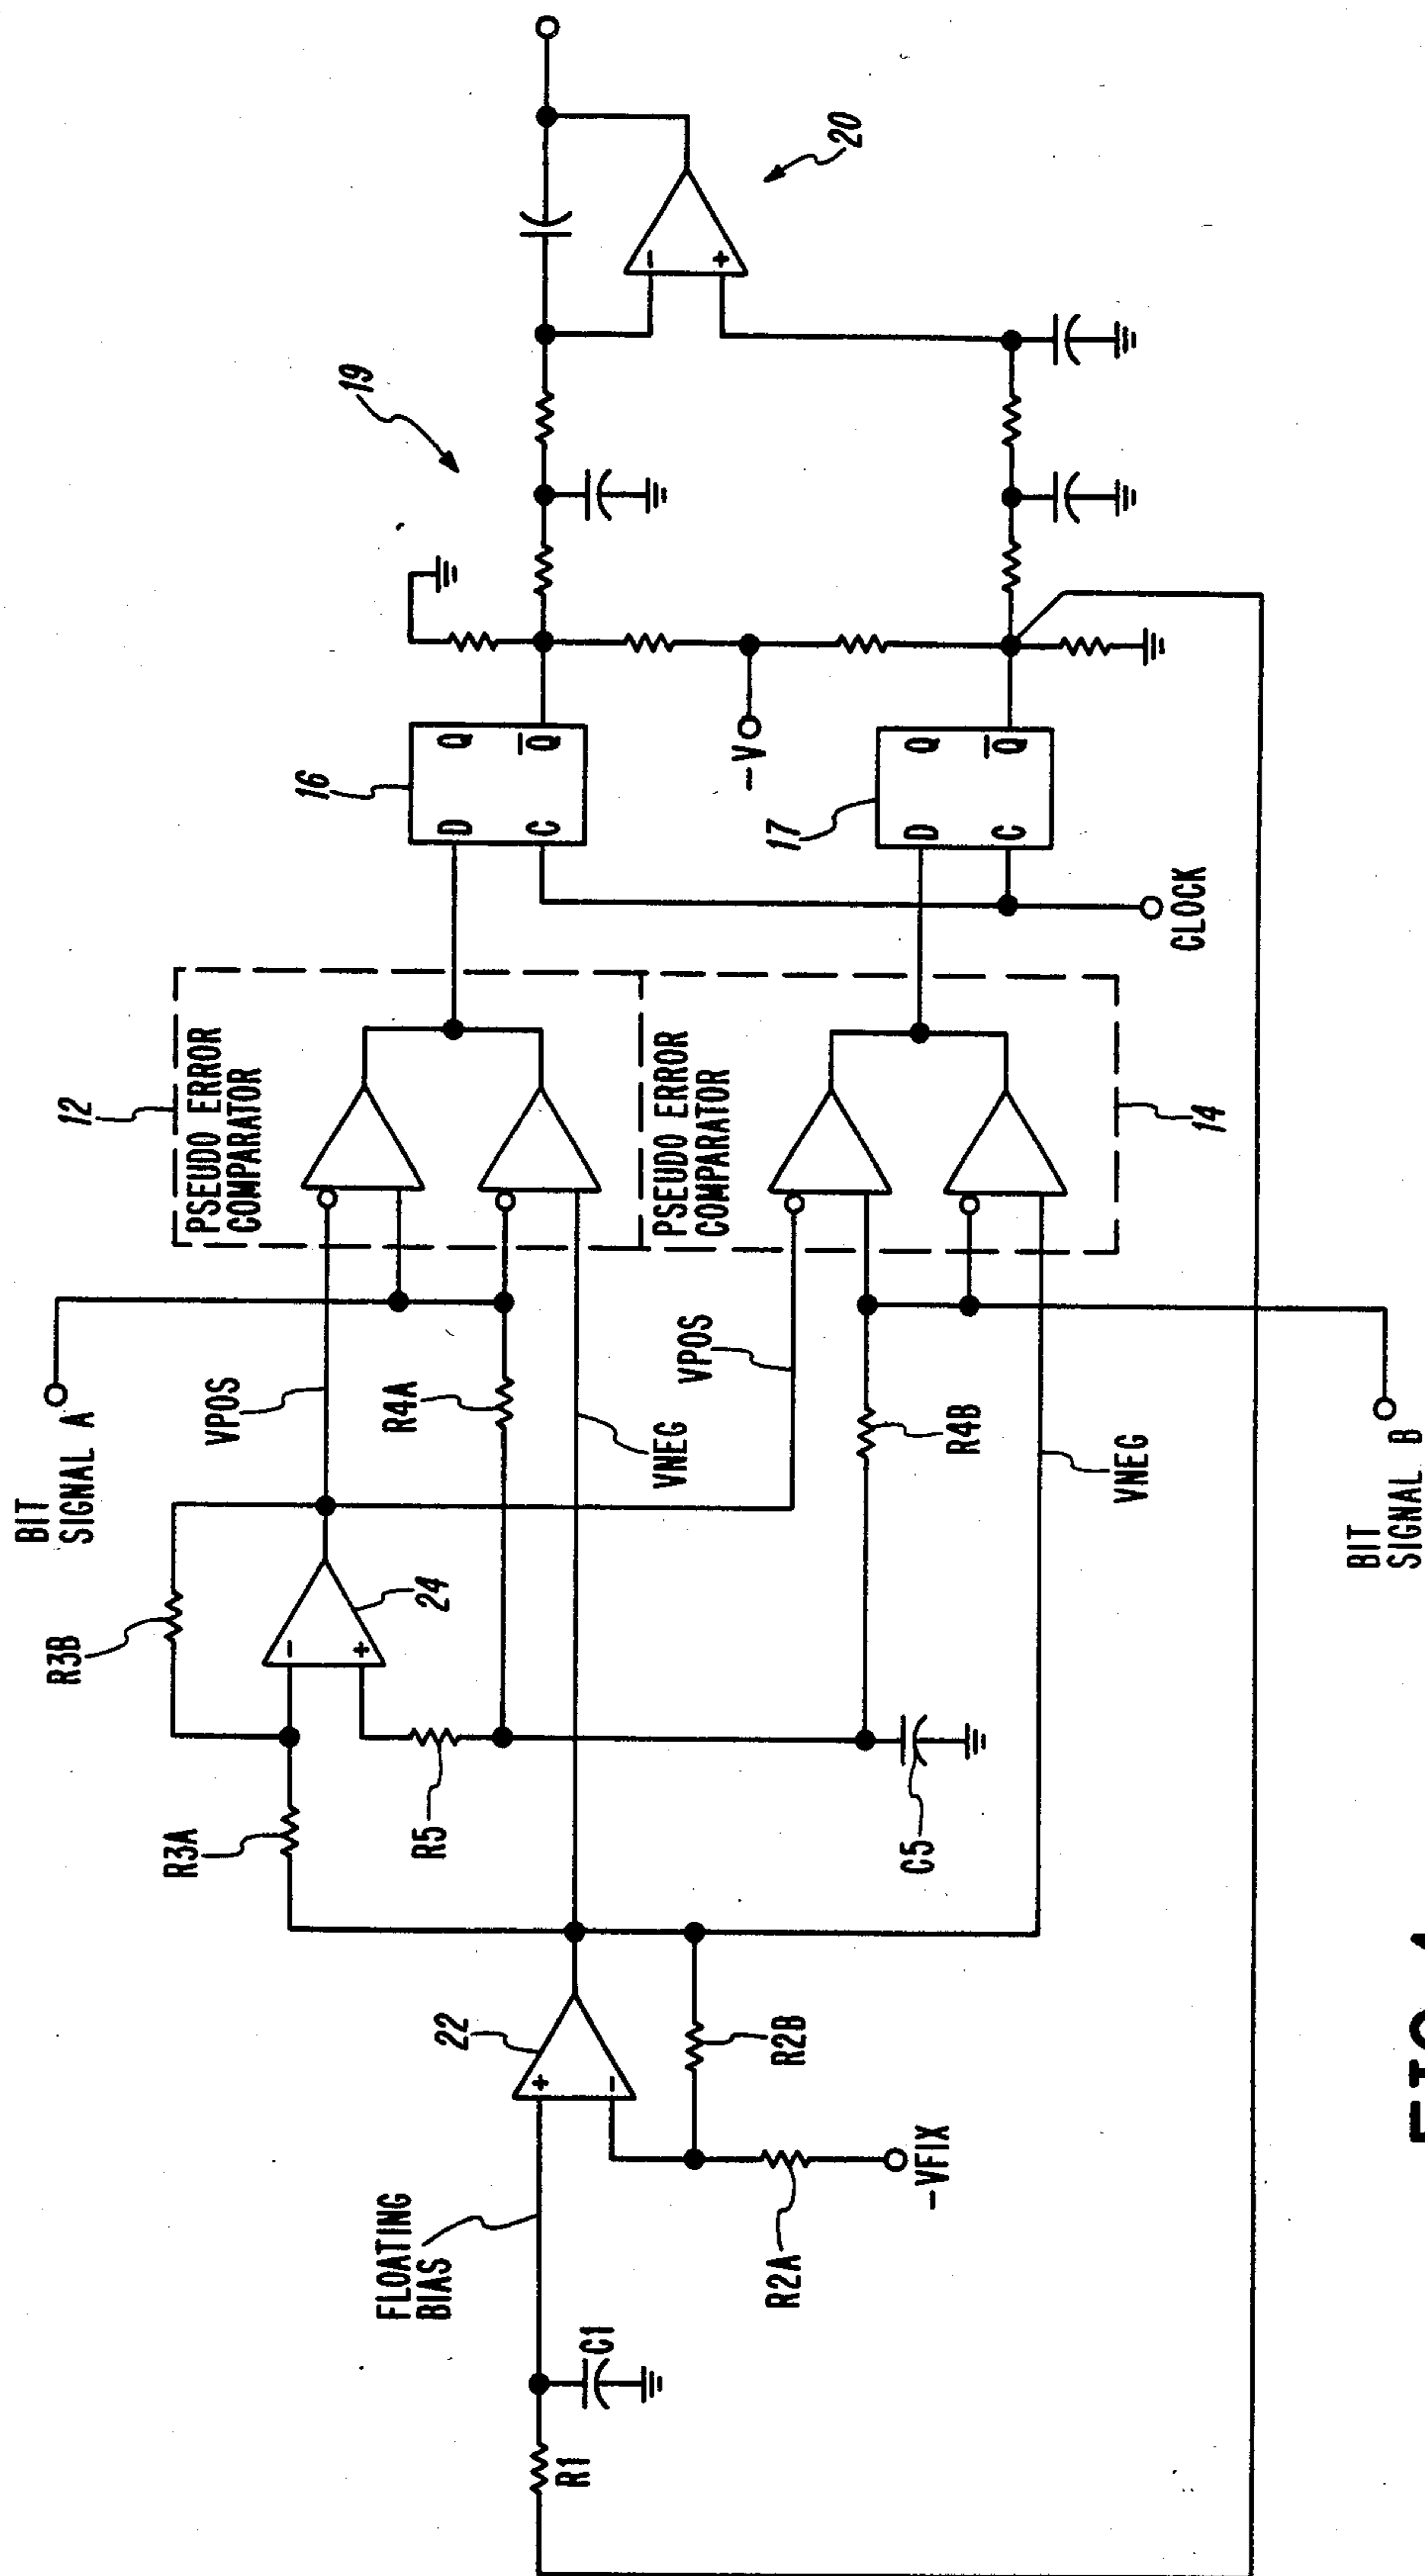 BIT
SIGNAL A
R3B
12
PSEUDO ERROR
COMPARATOR
R3A
VPOS
16
19
D
Q
C
Q̅
20
-
+
24
-
+
R4A
R5
22
+
-
FLOATING
BIAS
R1
C1
VNEG
PSEUDO ERROR
COMPARATOR
VPOS
-V
17
D
Q
C
Q̅
R2B
R2A
-VFIX
C5
R4B
VNEG
14
CLOCK
BIT
SIGNAL B